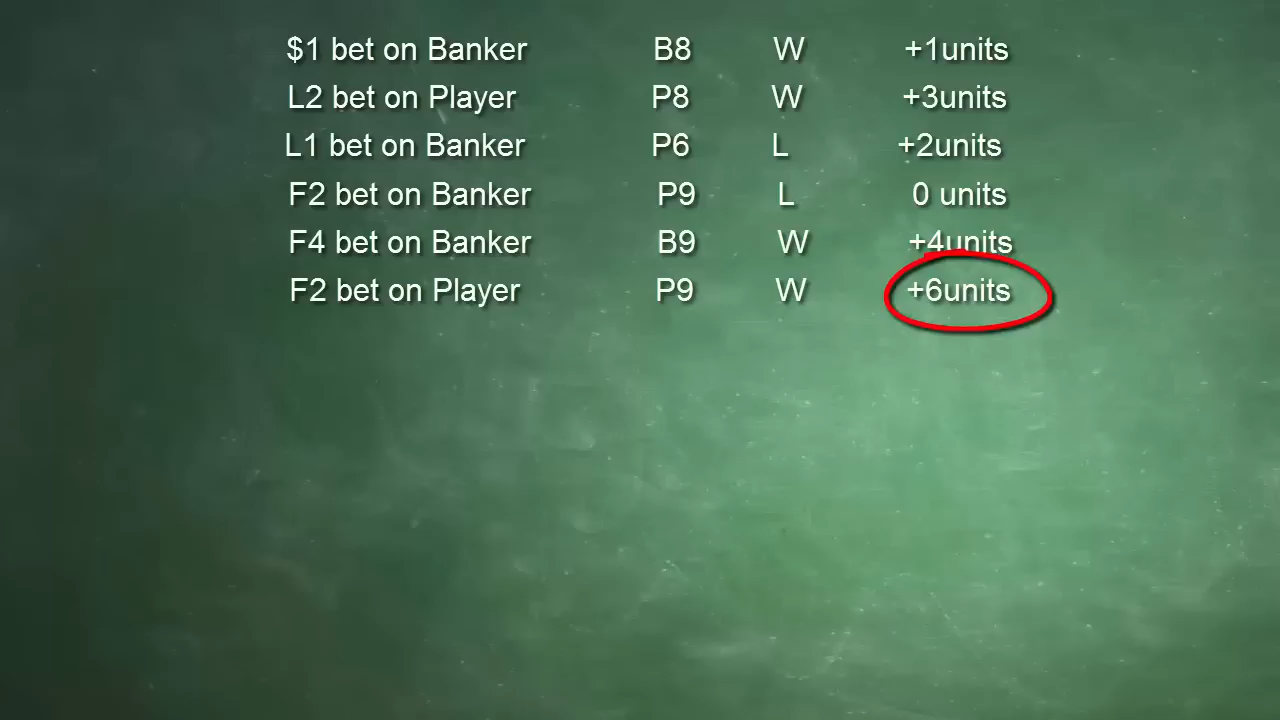 $1 bet on Banker B8 W +1units
L2 bet on Player P8 W +3units
L1 bet on Banker P6 L +2units
F2 bet on Banker P9 L 0 units
F4 bet on Banker B9 W +4units
F2 bet on Player P9 W +6units